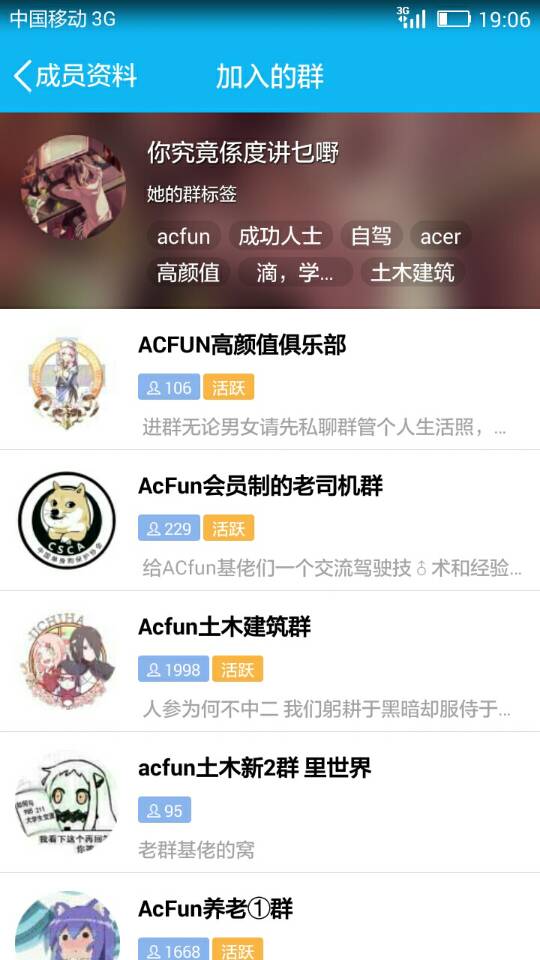 中国移动 3G
3G
19:06
成员资料
加入的群
你究竟係度讲乜嘢
她的群标签
acfun 成功人士 自驾 acer
高颜值 滴，学... 土木建筑
ACFUN高颜值俱乐部
106 活跃
进群无论男女请先私聊群管个人生活照，...
AcFun会员制的老司机群
CSCA
229 活跃
给ACfun基佬们一个交流驾驶技♂术和经验...
Acfun土木建筑群
UCHIHA
1998 活跃
人参为何不中二 我们躬耕于黑暗却服侍于...
acfun土木新2群 里世界
95
老群基佬的窝
AcFun养老①群
1668 活跃